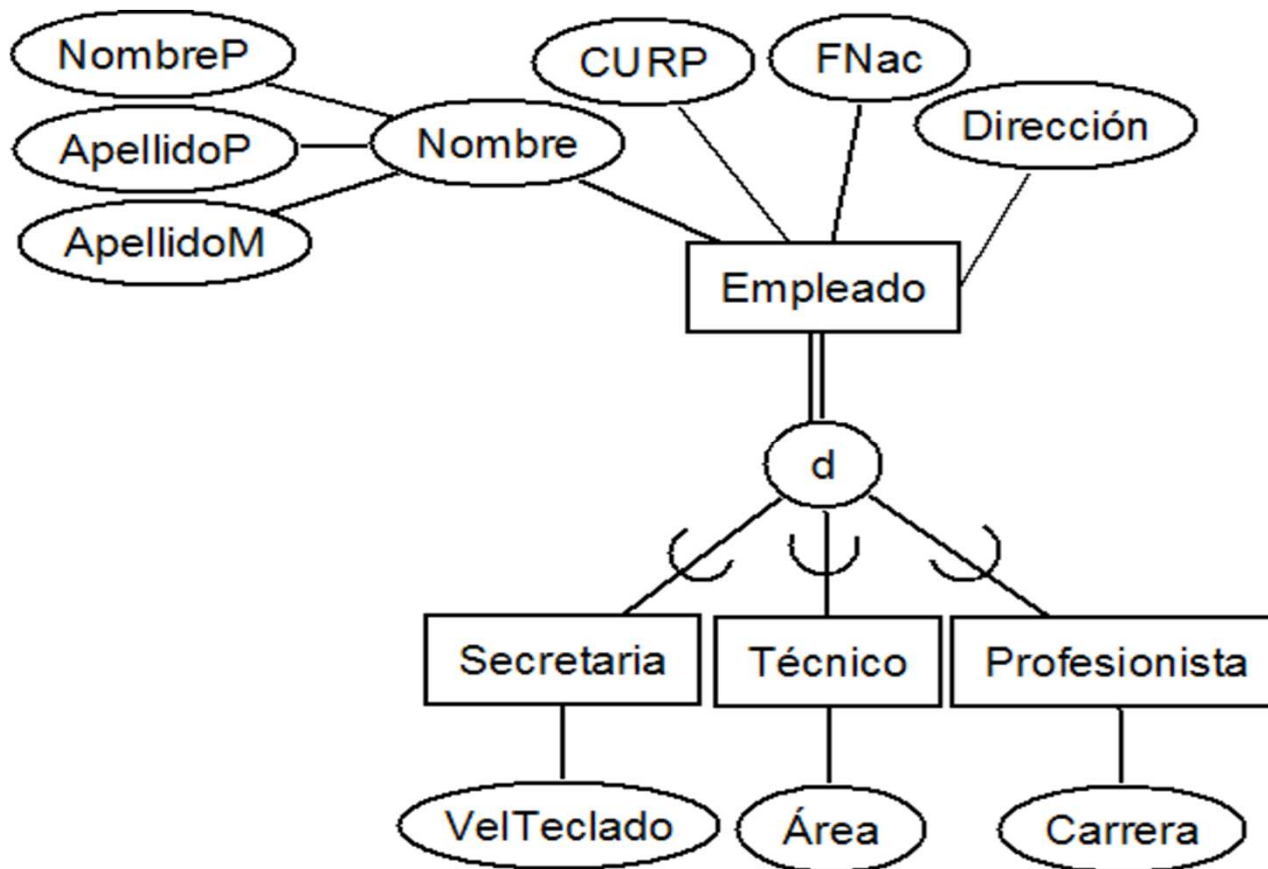 NombreP
CURP
FNac
Dirección
ApellidoP
Nombre
ApellidoM
Empleado
d
Secretaria
Técnico
Profesionista
VelTeclado
Área
Carrera